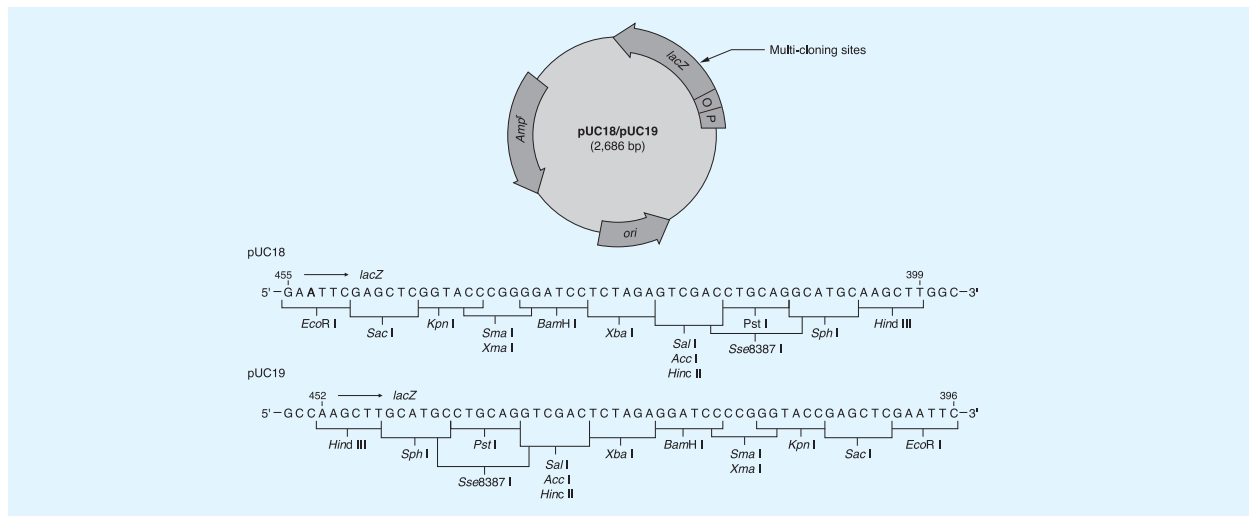 Multi-cloning sites
lacZ
O
P
Ampʳ
pUC18/pUC19
(2,686 bp)
ori
pUC18
455 lacZ 399
5'–GAATTCGAGCTCGGTACCCGGGGATCCTCTAGAGTCGACCTGCAGGCATGCAAGCTTGGC–3'
EcoR I Sac I Kpn I Sma I BamH I Xba I Sal I Pst I Sph I Hind III
Xma I Acc I Sse8387 I
Hinc II
pUC19
452 lacZ 396
5'–GCCAAGCTTGCATGCCTGCAGGTCGACTCTAGAGGATCCCCGGGTACCGAGCTCGAATTC–3'
Hind III Sph I Pst I Sal I Xba I BamH I Sma I Kpn I Sac I EcoR I
Sse8387 I Acc I Xma I
Hinc II